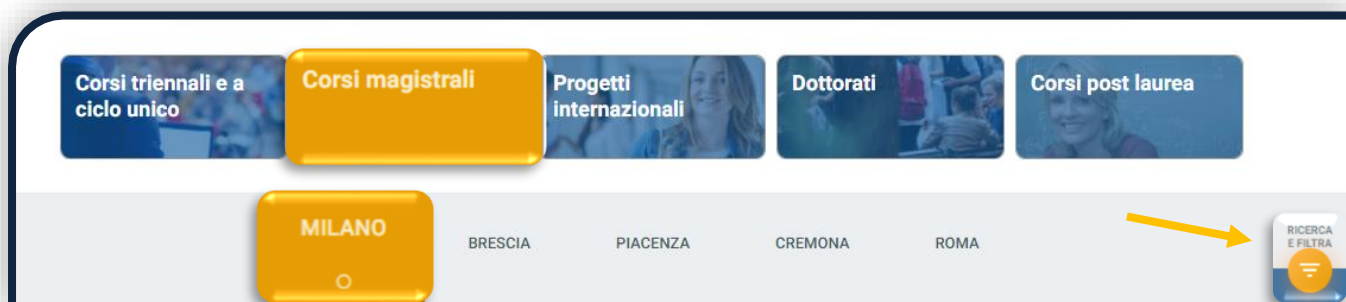 Corsi triennali e a
ciclo unico
Corsi magistrali
Progetti
internazionali
Dottorati
Corsi post laurea
MILANO
BRESCIA
PIACENZA
CREMONA
ROMA
RICERCA
E FILTRA